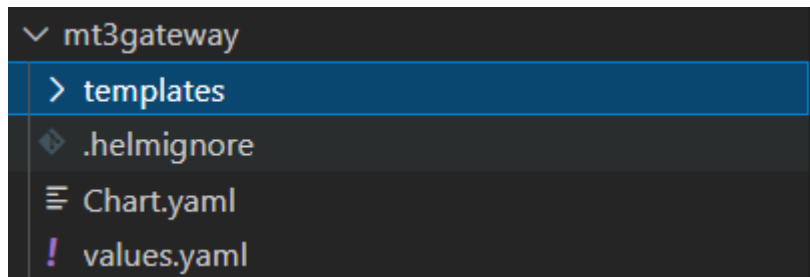 mt3gateway
templates
.helmignore
Chart.yaml
! values.yaml